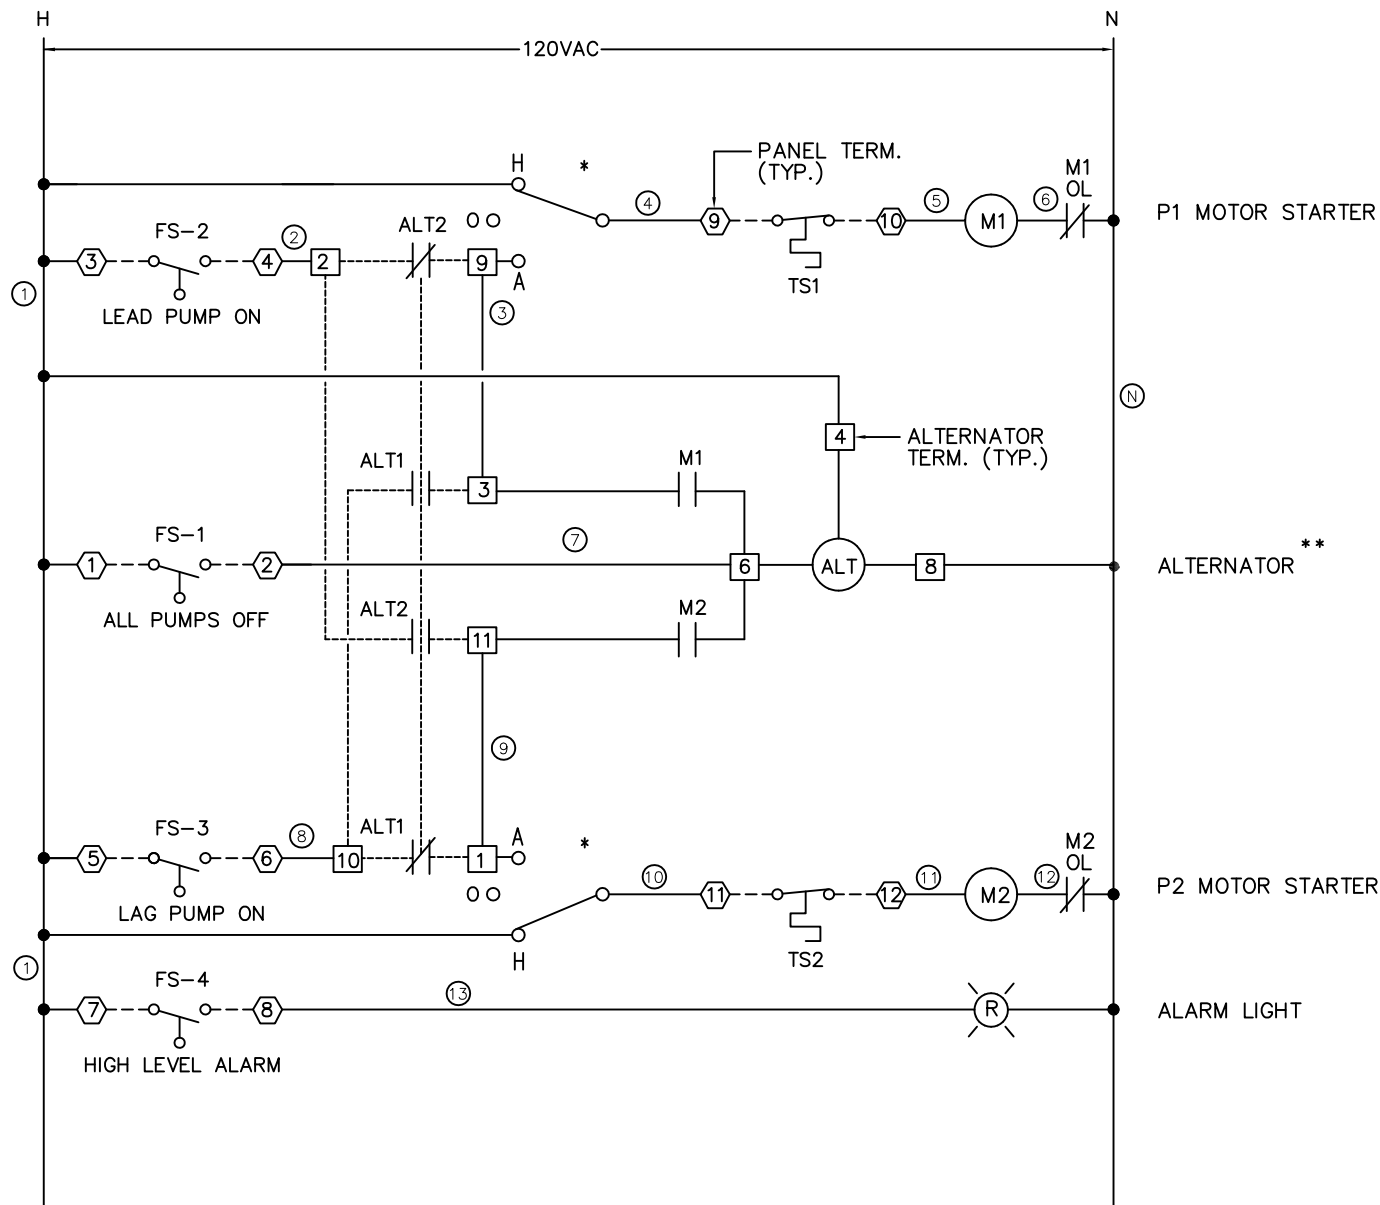 H N
120VAC
H * PANEL TERM.
(TYP.)
M1
OL
4 9 10 5 M1 6 P1 MOTOR STARTER
O
FS-2 2 ALT2
3 4 2 9 A TS1
1 LEAD PUMP ON 3
N
4 ALTERNATOR
TERM. (TYP.)
ALT1 M1
3
FS-1 7
1 2 6 ALT 8 ALTERNATOR **
ALL PUMPS OFF ALT2 M2
11
9
FS-3 8 ALT1 A * M2
OL
5 6 10 1
O 10 11 12 11 M2 12 P2 MOTOR STARTER
LAG PUMP ON
TS2
H
1 FS-4 13
7 8 R ALARM LIGHT
HIGH LEVEL ALARM